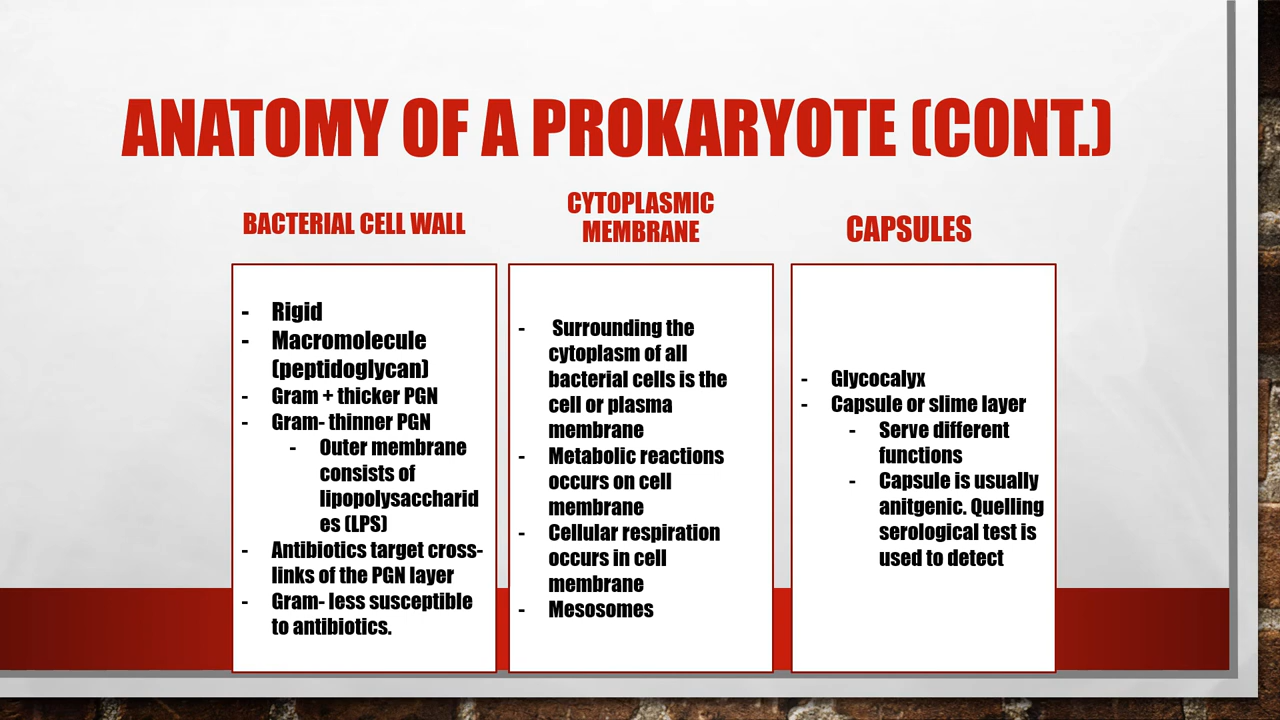 ANATOMY OF A PROKARYOTE (CONT.)
BACTERIAL CELL WALL
- Rigid
- Macromolecule
(peptidoglycan)
- Gram + thicker PGN
- Gram- thinner PGN
- Outer membrane
consists of
lipopolysaccharid
es (LPS)
- Antibiotics target cross-
links of the PGN layer
- Gram- less susceptible
to antibiotics.
CYTOPLASMIC
MEMBRANE
- Surrounding the
cytoplasm of all
bacterial cells is the
cell or plasma
membrane
- Metabolic reactions
occurs on cell
membrane
- Cellular respiration
occurs in cell
membrane
- Mesosomes
CAPSULES
- Glycocalyx
- Capsule or slime layer
- Serve different
functions
- Capsule is usually
anitgenic. Quelling
serological test is
used to detect